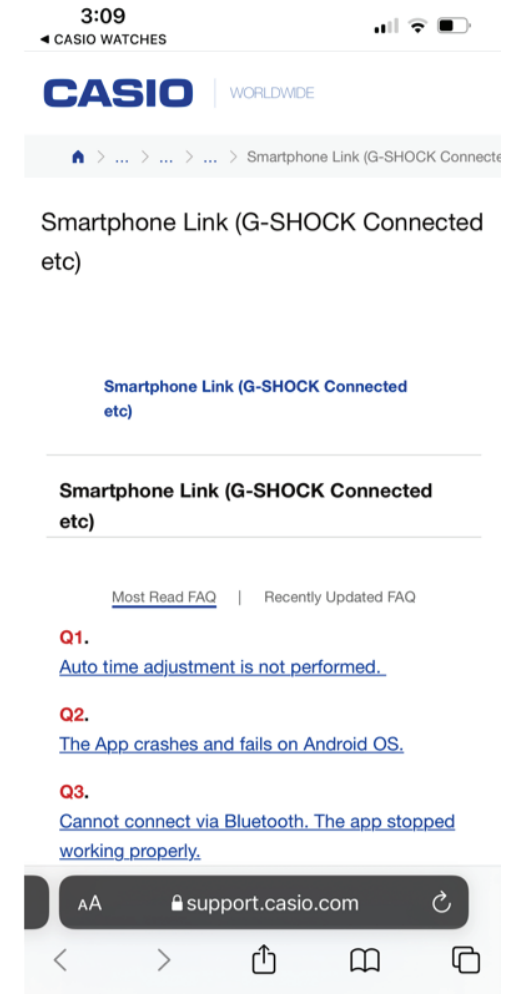 3:09
◀ CASIO WATCHES
CASIO
WORLDWIDE
> ... > ... > ... > Smartphone Link (G-SHOCK Connecte
Smartphone Link (G-SHOCK Connected
etc)
Smartphone Link (G-SHOCK Connected
etc)
Smartphone Link (G-SHOCK Connected
etc)
Most Read FAQ | Recently Updated FAQ
Q1.
Auto time adjustment is not performed.
Q2.
The App crashes and fails on Android OS.
Q3.
Cannot connect via Bluetooth. The app stopped
working properly.
AA support.casio.com